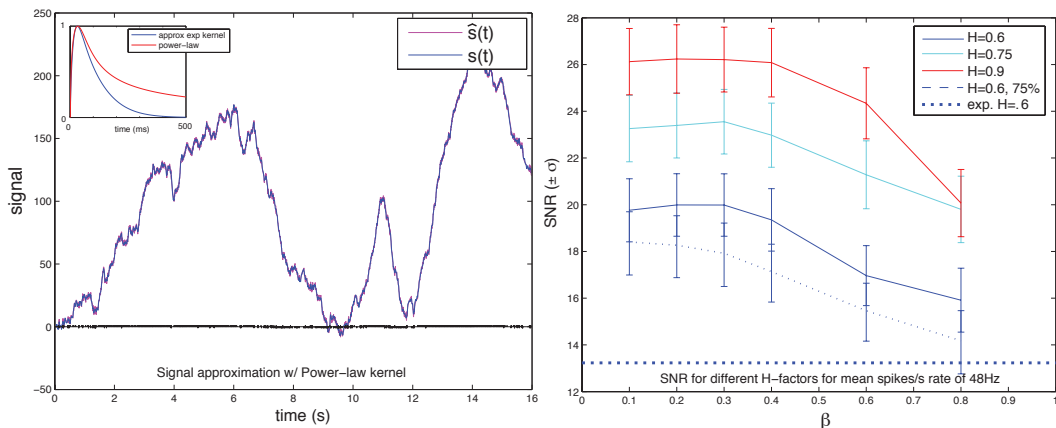 250
200
150
100
50
0
−50
signal
1
0
0
500
time (ms)
approx exp kernel
power−law
ŝ(t)
s(t)
Signal approximation w/ Power−law kernel
0 2 4 6 8 10 12 14 16
time (s)
28
26
24
22
20
18
16
14
12
SNR (± σ)
H=0.6
H=0.75
H=0.9
H=0.6, 75%
exp. H=.6
SNR for different H−factors for mean spikes/s rate of 48Hz
0 0.1 0.2 0.3 0.4 0.5 0.6 0.7 0.8 0.9 1
β